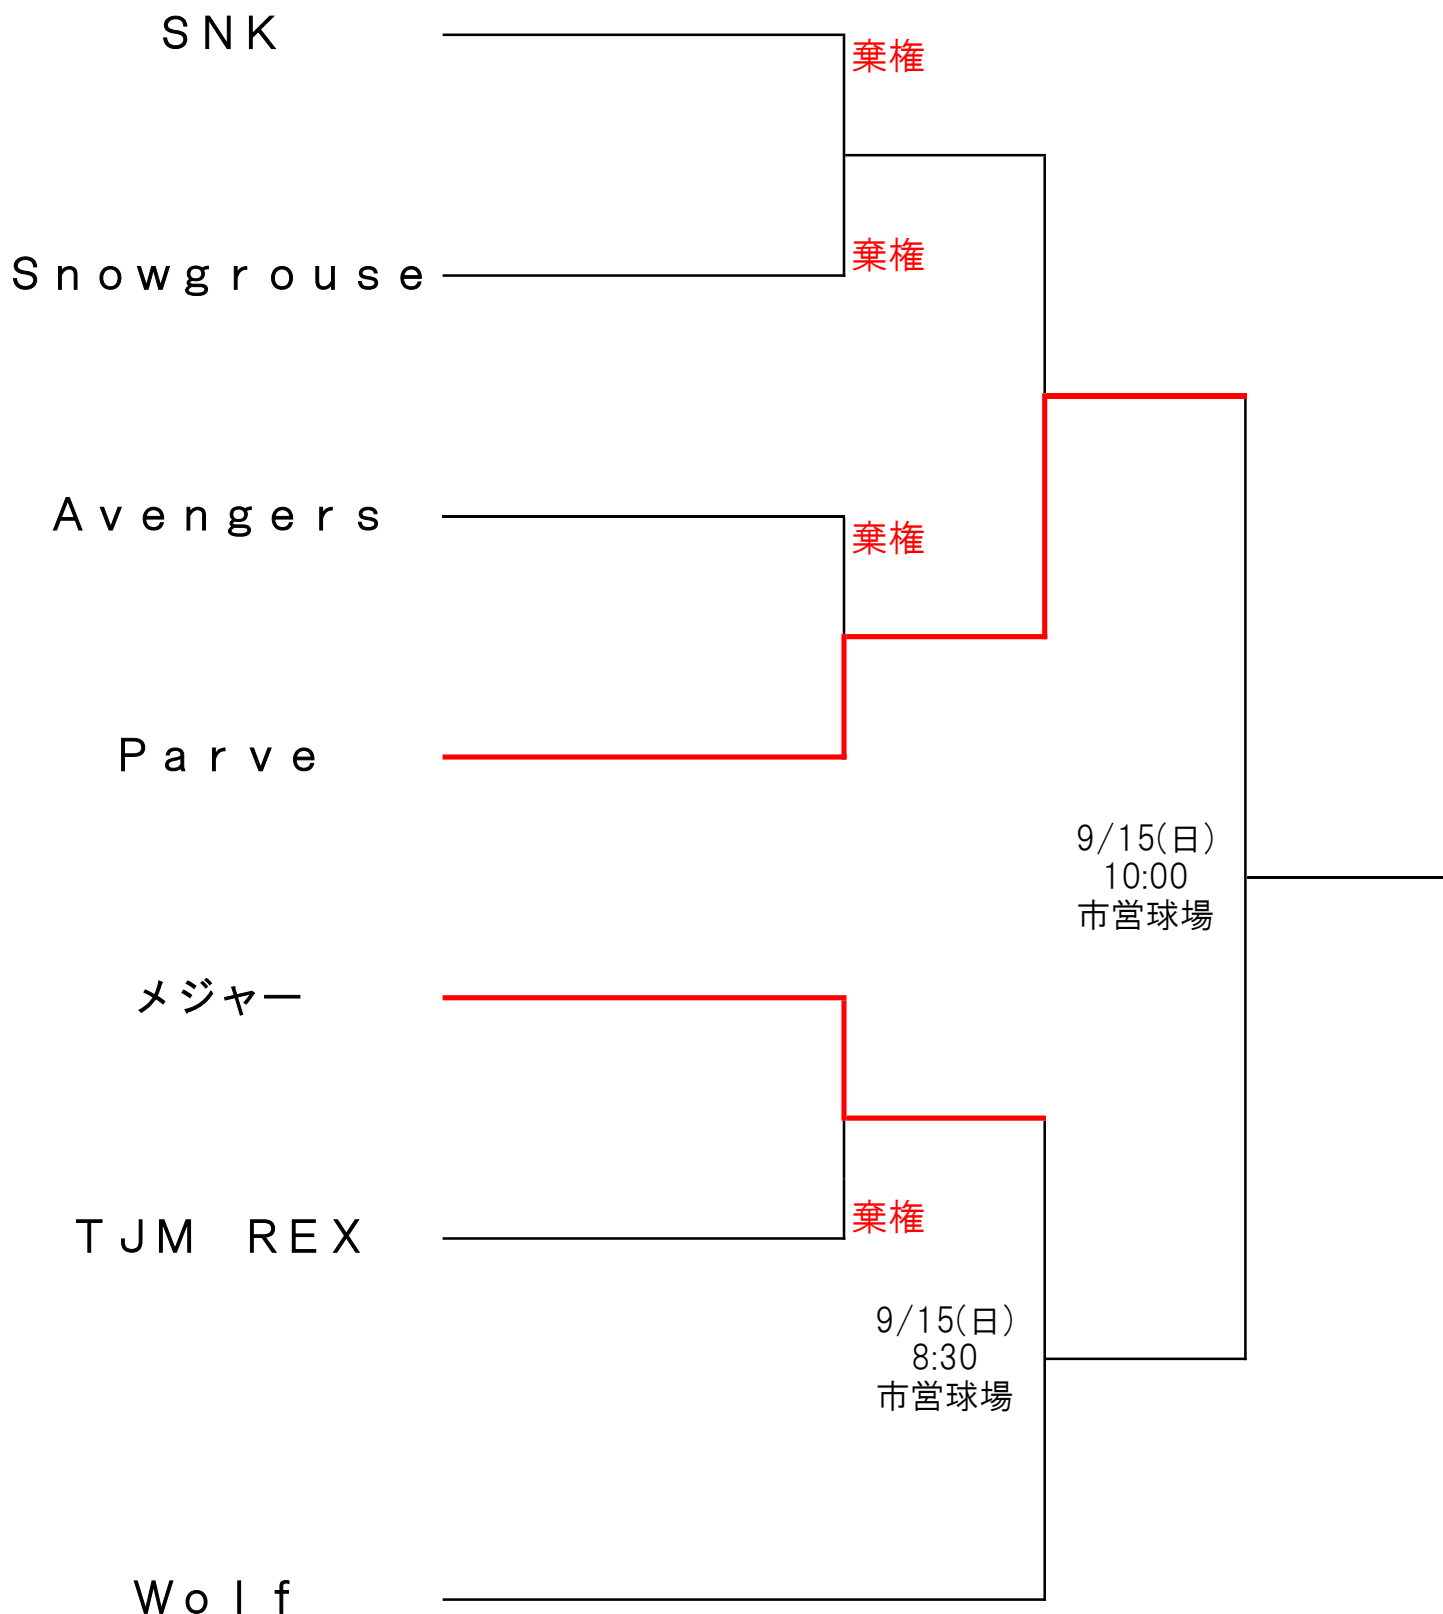 ＳＮＫ
棄権
棄権
Ｓｎｏｗｇｒｏｕｓｅ
Ａｖｅｎｇｅｒｓ
棄権
Ｐａｒｖｅ
9/15(日)
10:00
市営球場
メジャー
棄権
ＴＪＭ　ＲＥＸ
9/15(日)
8:30
市営球場
Ｗｏｌｆ